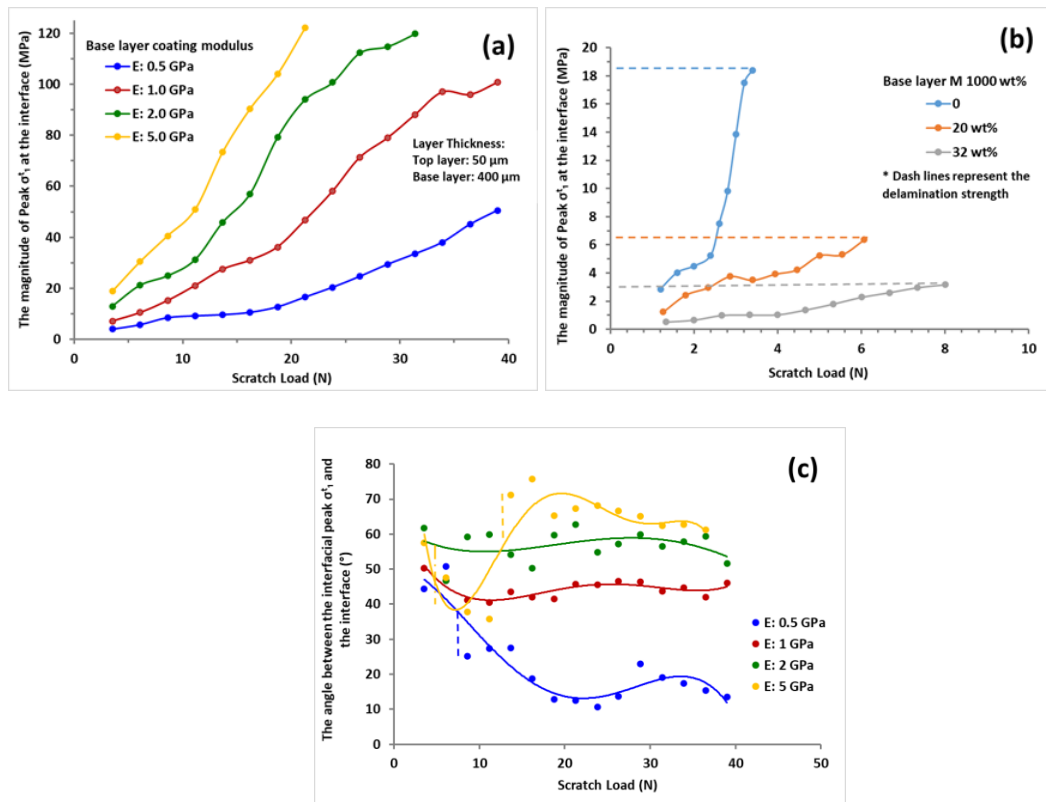 (a)
The magnitude of Peak σᵗ₁ at the interface (MPa)
120
100
80
60
40
20
0
Base layer coating modulus
E: 0.5 GPa
E: 1.0 GPa
E: 2.0 GPa
E: 5.0 GPa
Layer Thickness:
Top layer: 50 µm
Base layer: 400 µm
0 10 20 30 40
Scratch Load (N)
(b)
The magnitude of Peak σᵗ₁ at the interface (MPa)
20
18
16
14
12
10
8
6
4
2
0
Base layer M 1000 wt%
0
20 wt%
32 wt%
* Dash lines represent the
delamination strength
0 2 4 6 8 10
Scratch Load (N)
(c)
The angle between the interfacial peak σᵗ₁ and
the interface (°)
80
70
60
50
40
30
20
10
0
E: 0.5 GPa
E: 1 GPa
E: 2 GPa
E: 5 GPa
0 10 20 30 40 50
Scratch Load (N)